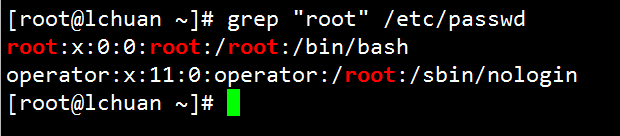 [root@lchuan ~]# grep "root" /etc/passwd
root:x:0:0:root:/root:/bin/bash
operator:x:11:0:operator:/root:/sbin/nologin
[root@lchuan ~]#